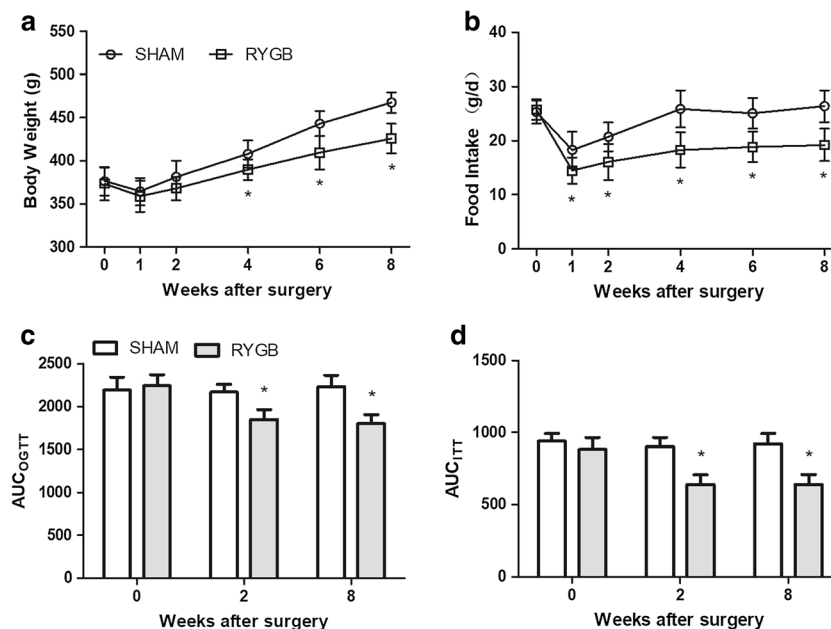 a
Body Weight (g)
550
500
450
400
350
300
SHAM RYGB
* * *
0 1 2 4 6 8
Weeks after surgery
b
Food Intake (g/d)
40
30
20
10
0
* * * * *
0 1 2 4 6 8
Weeks after surgery
c
SHAM RYGB
AUCOGTT
2500
2000
1500
1000
500
0
* *
0 2 8
Weeks after surgery
d
AUCITT
1500
1000
500
0
* *
0 2 8
Weeks after surgery